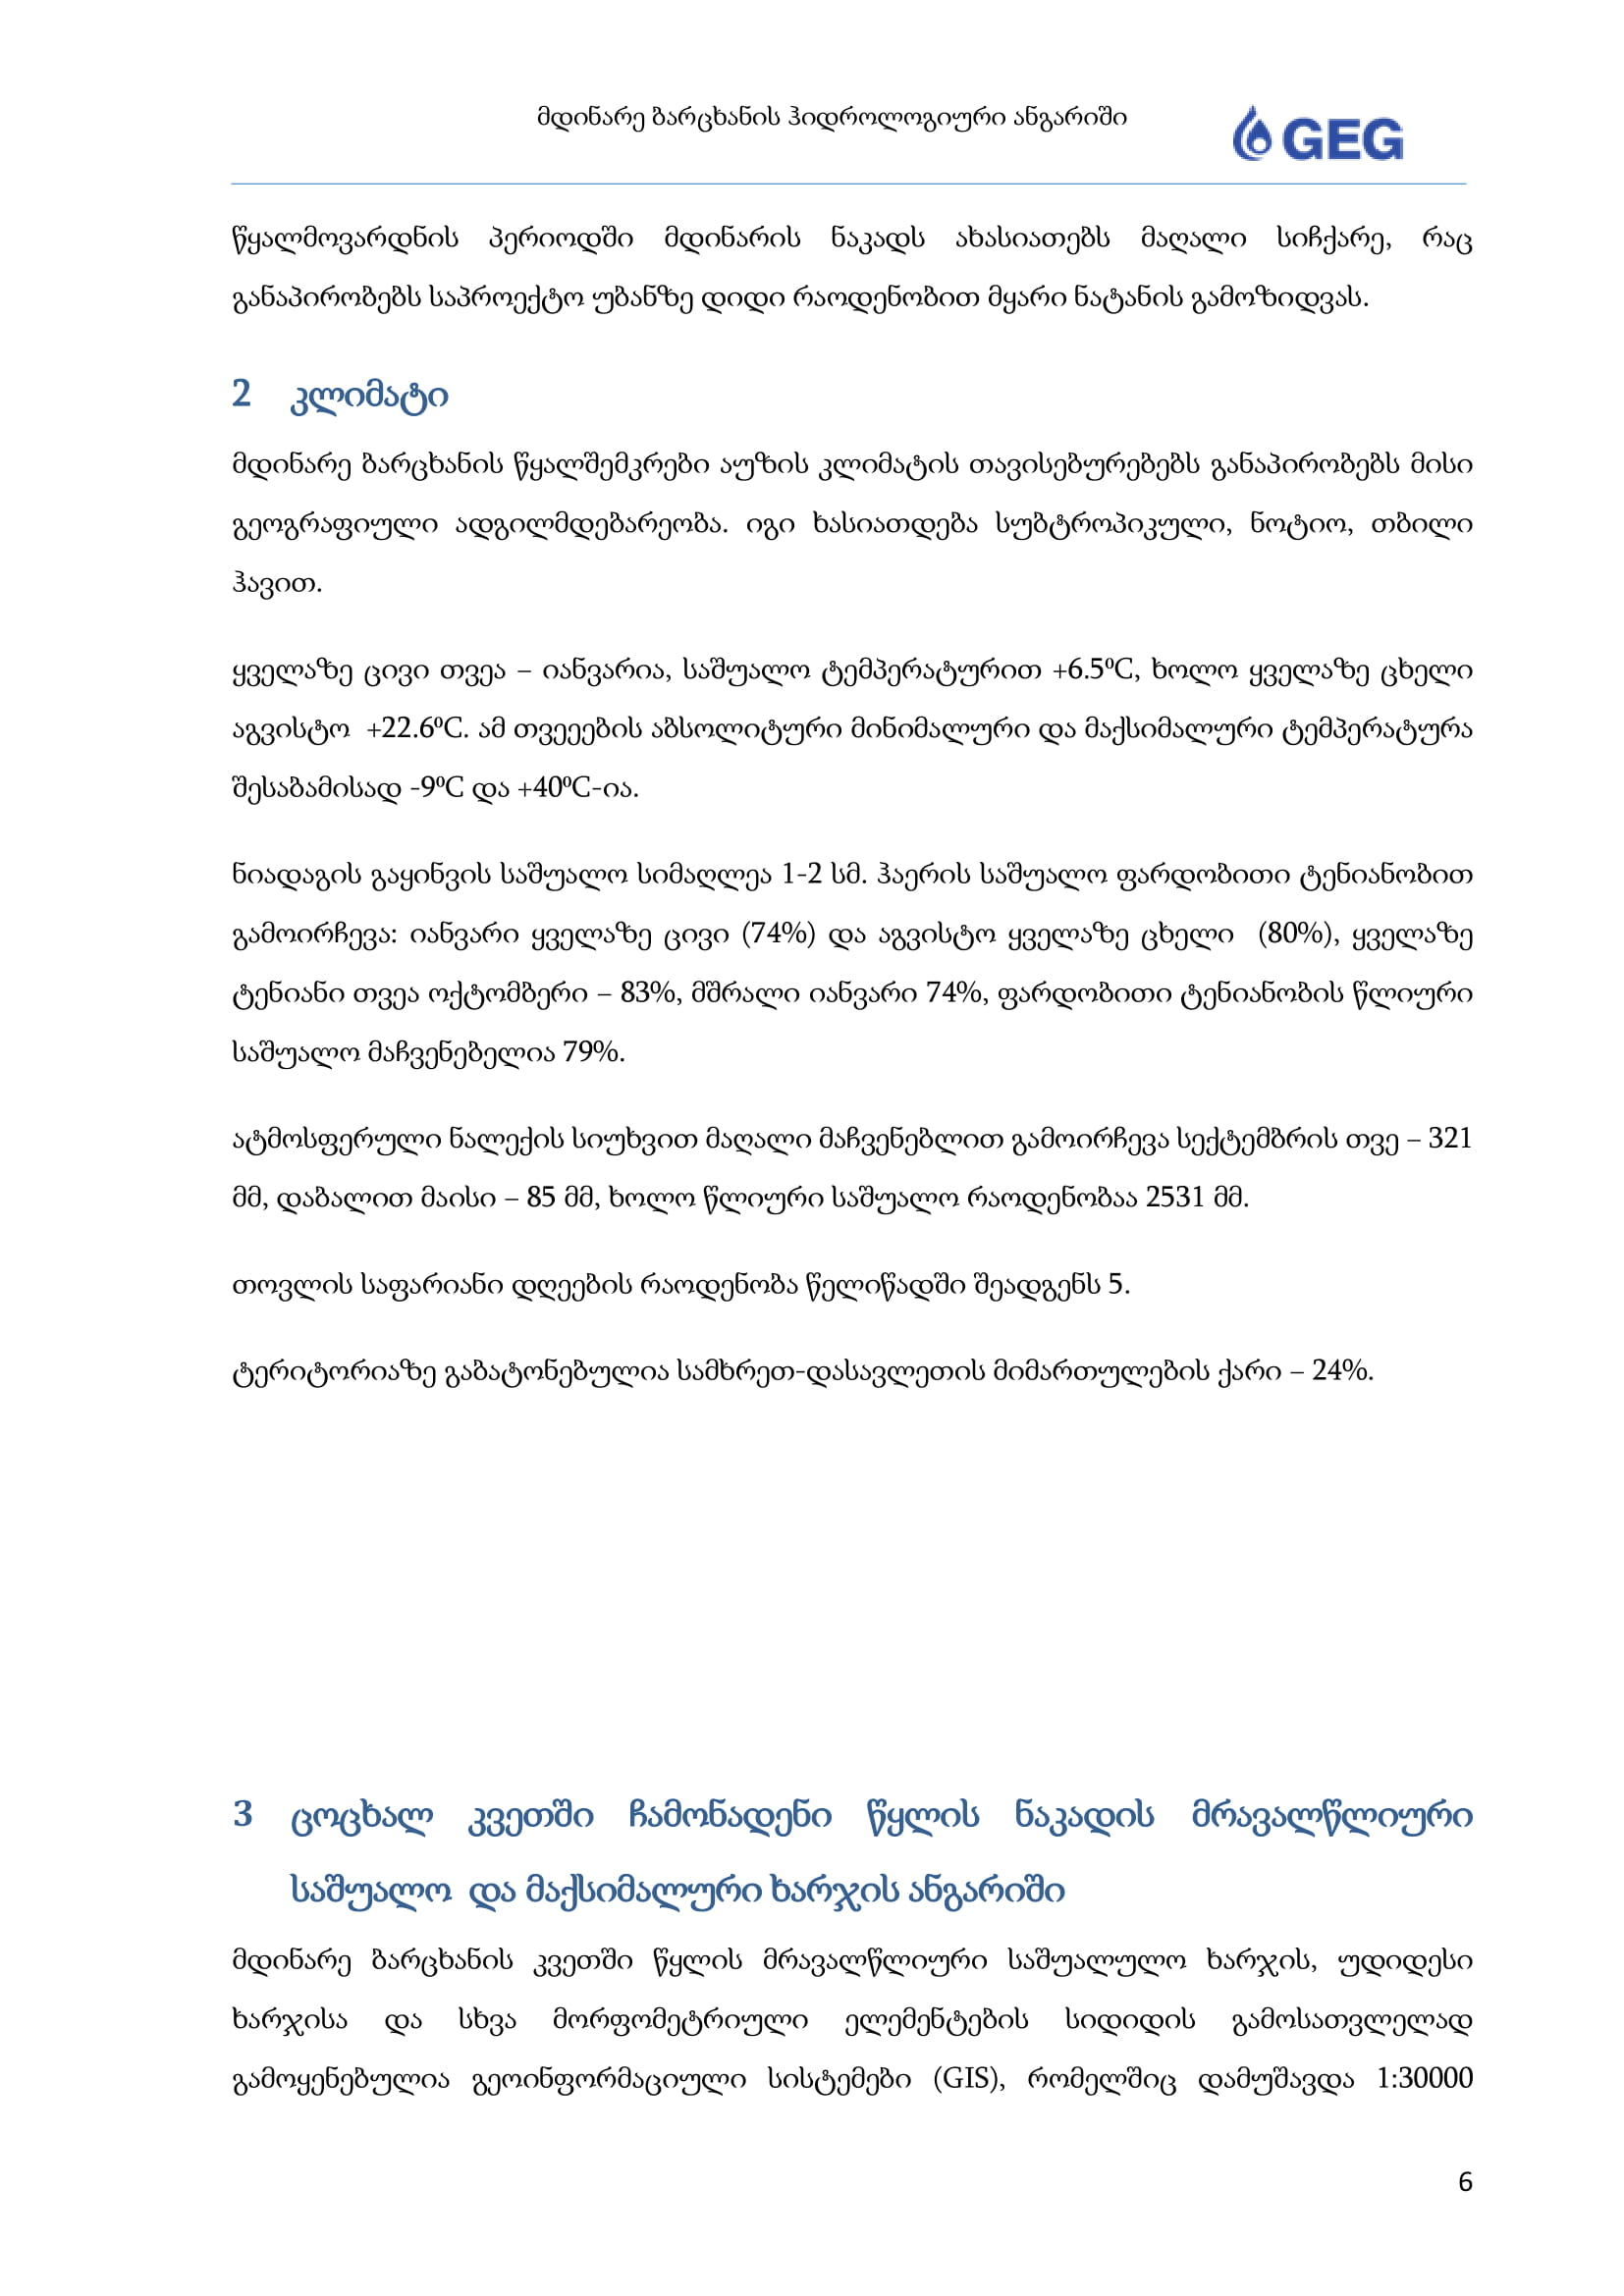 მდინარე ბარცხანის ჰიდროლოგიური ანგარიში
GEG
წყალმოვარდნის პერიოდში მდინარის ნაკადს ახასიათებს მაღალი სიჩქარე, რაც
განაპირობებს საპროექტო უბანზე დიდი რაოდენობით მყარი ნატანის გამოზიდვას.
2 კლიმატი
მდინარე ბარცხანის წყალშემკრები აუზის კლიმატის თავისებურებებს განაპირობებს მისი
გეოგრაფიული ადგილმდებარეობა. იგი ხასიათდება სუბტროპიკული, ნოტიო, თბილი
ჰავით.
ყველაზე ცივი თვეა – იანვარია, საშუალო ტემპერატურით +6.5⁰C, ხოლო ყველაზე ცხელი
აგვისტო +22.6⁰C. ამ თვეეების აბსოლიტური მინიმალური და მაქსიმალური ტემპერატურა
შესაბამისად -9⁰C და +40⁰C-ია.
ნიადაგის გაყინვის საშუალო სიმაღლეა 1-2 სმ. ჰაერის საშუალო ფარდობითი ტენიანობით
გამოირჩევა: იანვარი ყველაზე ცივი (74%) და აგვისტო ყველაზე ცხელი (80%), ყველაზე
ტენიანი თვეა ოქტომბერი – 83%, მშრალი იანვარი 74%, ფარდობითი ტენიანობის წლიური
საშუალო მაჩვენებელია 79%.
ატმოსფერული ნალექის სიუხვით მაღალი მაჩვენებლით გამოირჩევა სექტემბრის თვე – 321
მმ, დაბალით მაისი – 85 მმ, ხოლო წლიური საშუალო რაოდენობაა 2531 მმ.
თოვლის საფარიანი დღეების რაოდენობა წელიწადში შეადგენს 5.
ტერიტორიაზე გაბატონებულია სამხრეთ-დასავლეთის მიმართულების ქარი – 24%.
3 ცოცხალ კვეთში ჩამონადენი წყლის ნაკადის მრავალწლიური
საშუალო და მაქსიმალური ხარჯის ანგარიში
მდინარე ბარცხანის კვეთში წყლის მრავალწლიური საშუალულო ხარჯის, უდიდესი
ხარჯისა და სხვა მორფომეტრიული ელემენტების სიდიდის გამოსათვლელად
გამოყენებულია გეოინფორმაციული სისტემები (GIS), რომელშიც დამუშავდა 1:30000
6